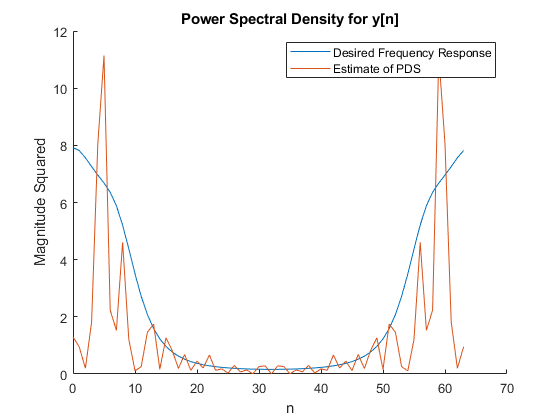 Power Spectral Density for y[n]
12
Desired Frequency Response
Estimate of PDS
10
8
6
4
2
0
Magnitude Squared
0 10 20 30 40 50 60 70
n